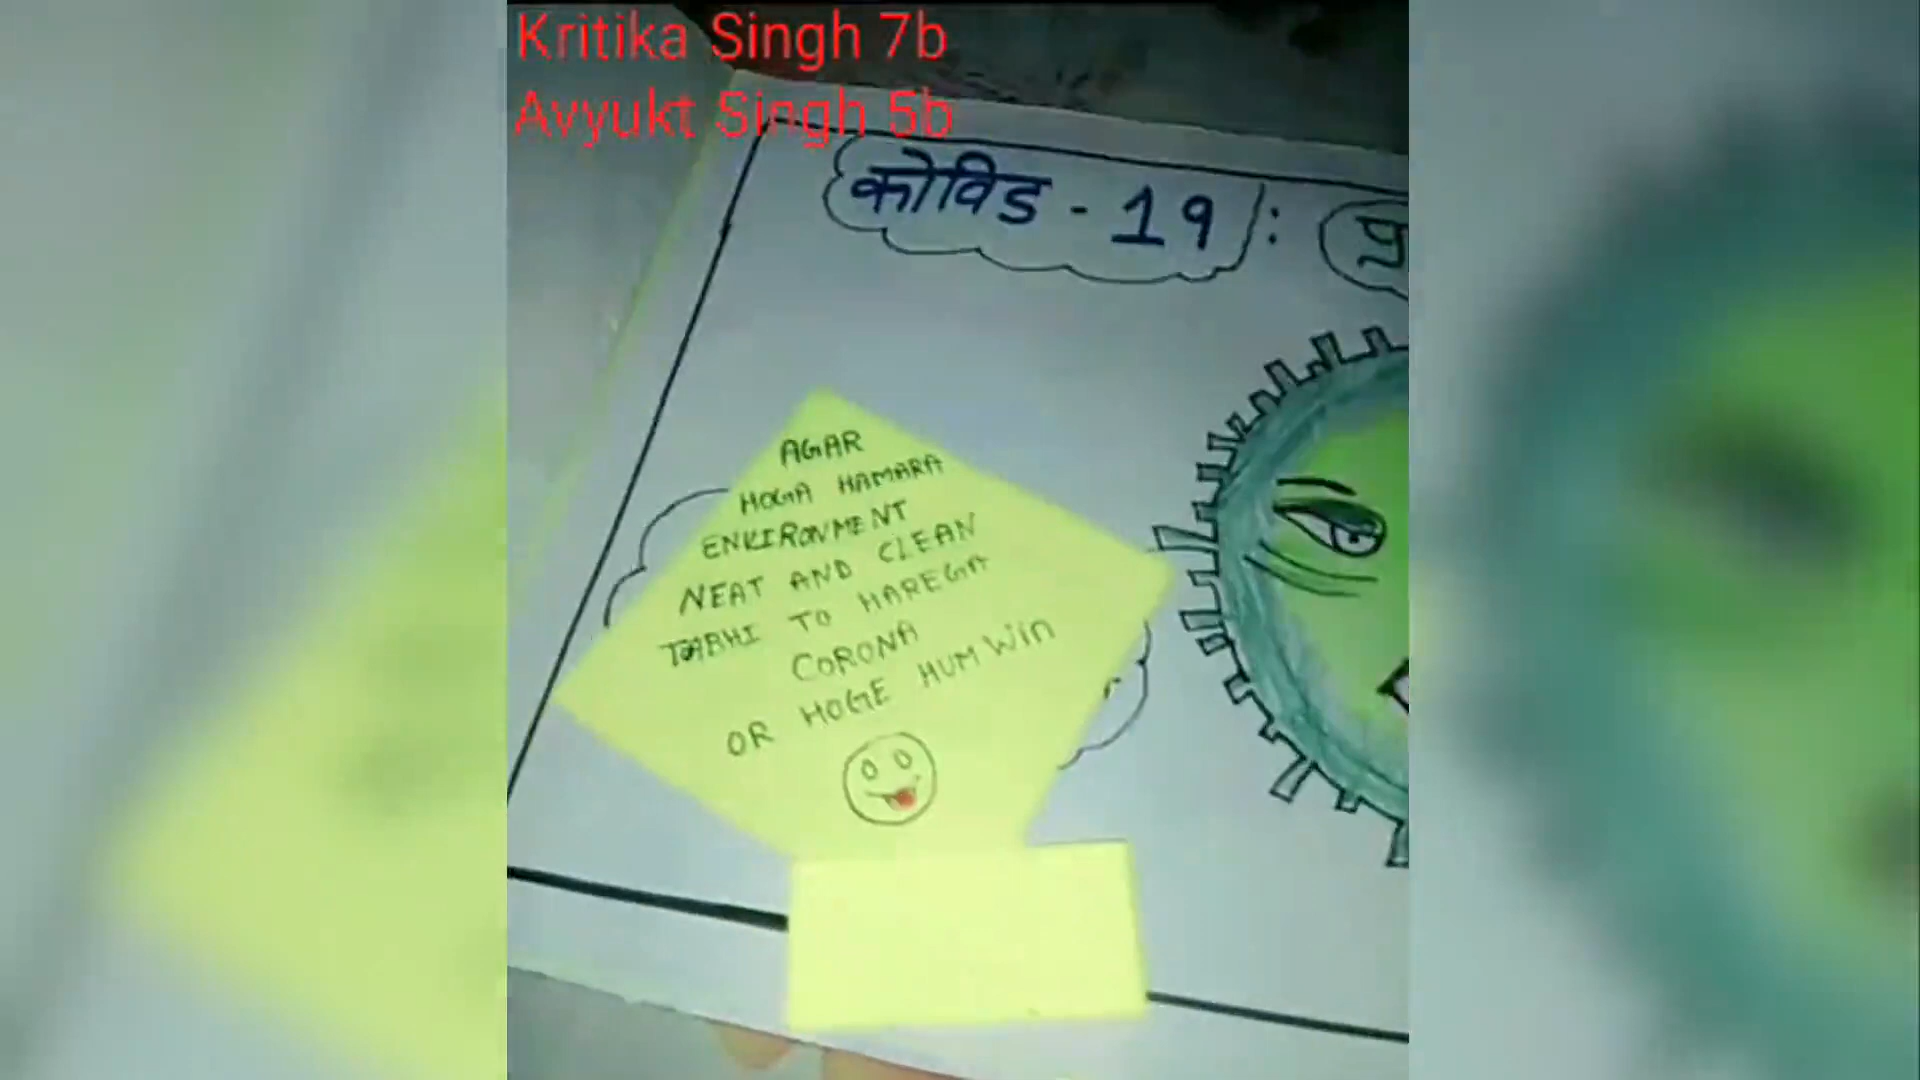 Kritika Singh 7b
Avyukt Singh 5b
कोविड - 19 :
AGAR
HOGA HAMARA
ENVIRONMENT
NEAT AND CLEAN
TABHI TO HAREGA
CORONA
OR HOGE HUM WIN